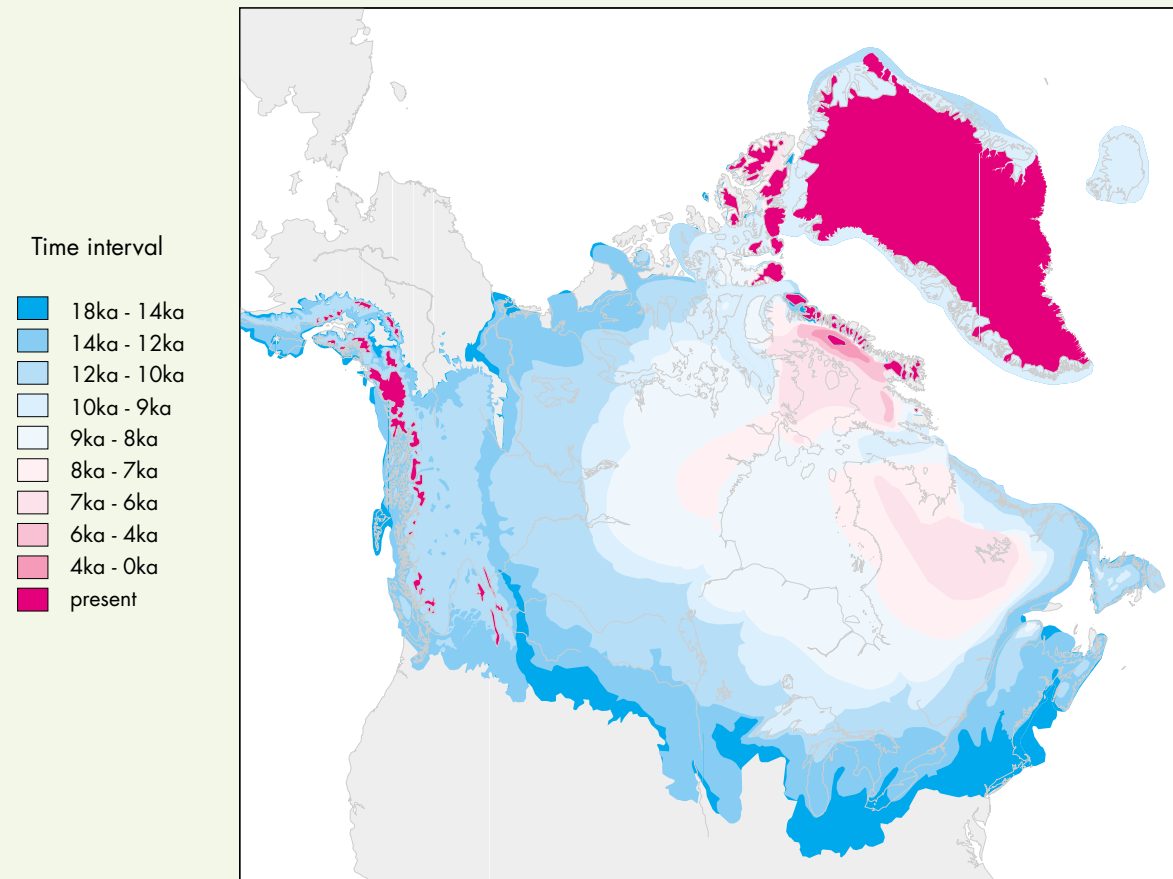 Time interval
18ka - 14ka
14ka - 12ka
12ka - 10ka
10ka - 9ka
9ka - 8ka
8ka - 7ka
7ka - 6ka
6ka - 4ka
4ka - 0ka
present